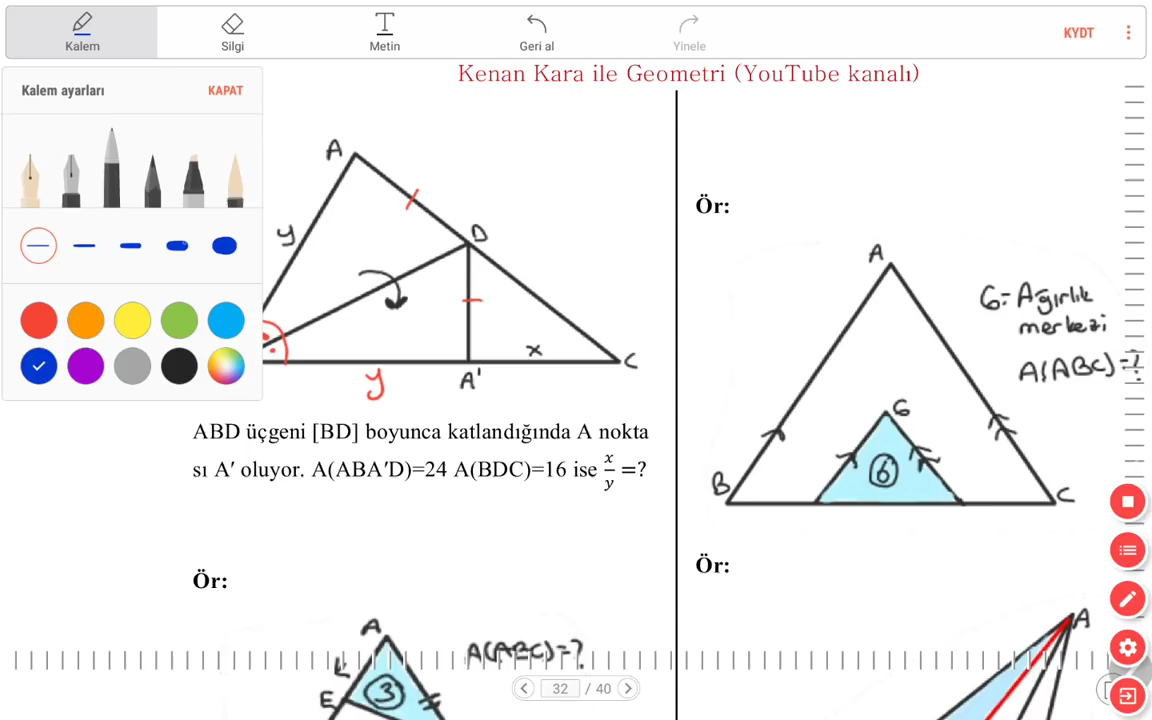 Kalem
Silgi
Metin
Geri al
Yinele
KYDT
Kalem ayarları
KAPAT
Kenan Kara ile Geometri (YouTube kanalı)
A
y
D
x
y
A'
C
ABD üçgeni [BD] boyunca katlandığında A nokta
sı A′ oluyor. A(ABA′D)=24 A(BDC)=16 ise x/y =?
Ör:
A
A(ABC)=?
E
3
Ör:
A
G=Ağırlık
merkezi
A(ABC)=?
G
6
B
C
Ör:
A
32 / 40